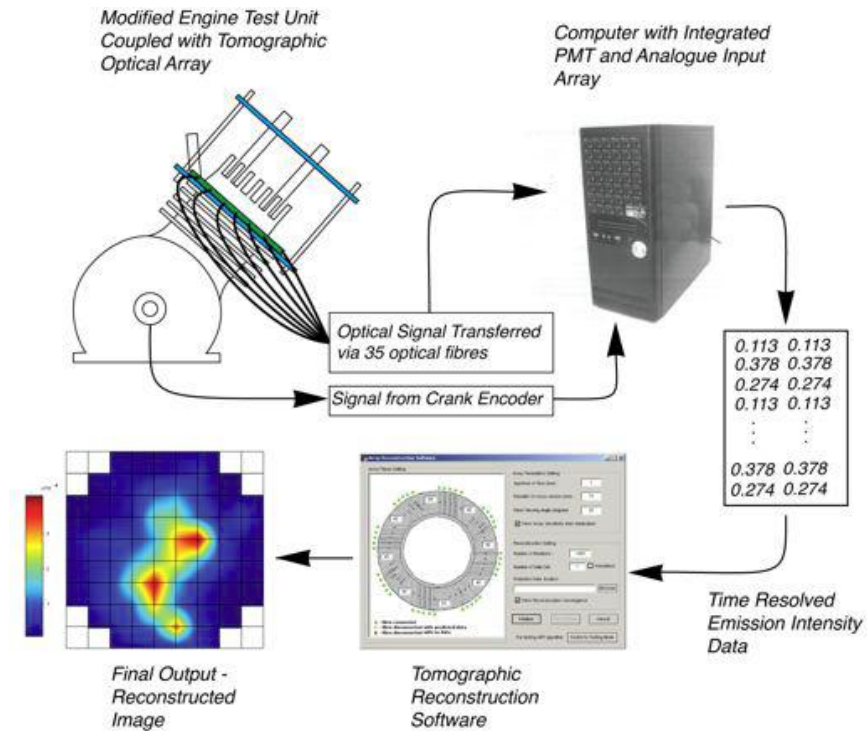 Modified Engine Test Unit
Coupled with Tomographic
Optical Array
Computer with Integrated
PMT and Analogue Input
Array
Optical Signal Transferred
via 35 optical fibres
Signal from Crank Encoder
0.113 0.113
0.378 0.378
0.274 0.274
0.113 0.113
0.378 0.378
0.274 0.274
Time Resolved
Emission Intensity
Data
Tomographic
Reconstruction
Software
Final Output -
Reconstructed
Image